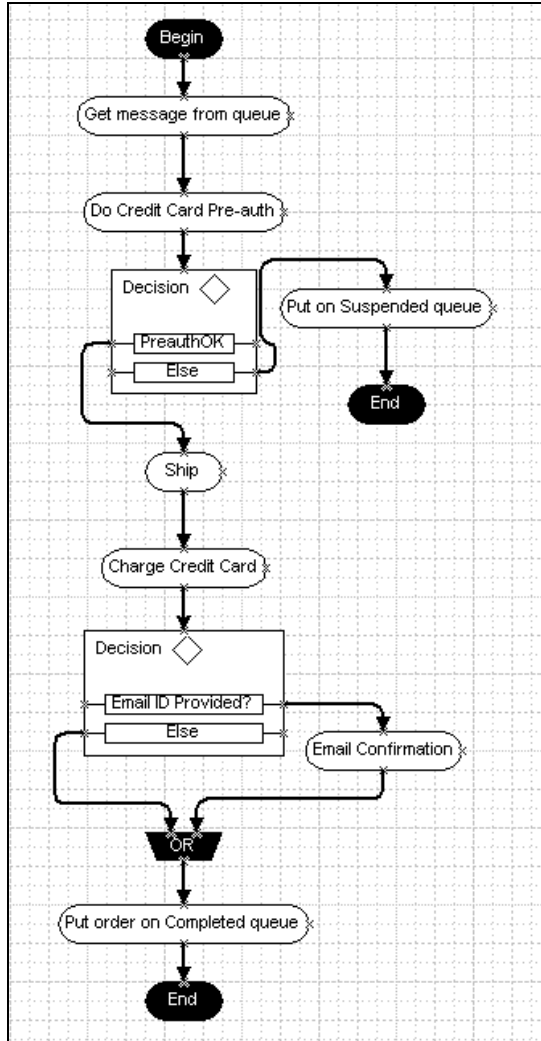 Begin
Get message from queue
Do Credit Card Pre-auth
Decision
PreauthOK
Else
Put on Suspended queue
End
Ship
Charge Credit Card
Decision
Email ID Provided?
Else
Email Confirmation
OR
Put order on Completed queue
End